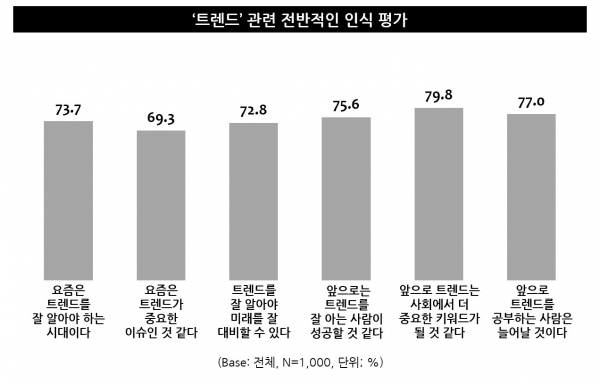 ‘트렌드’ 관련 전반적인 인식 평가
73.7
69.3
72.8
75.6
79.8
77.0
요즘은
트렌드를
잘 알아야 하는
시대이다
요즘은
트렌드가
중요한
이슈인 것 같다
트렌드를
잘 알아야
미래를 잘
대비할 수 있다
앞으로는
트렌드를
잘 아는 사람이
성공할 것 같다
앞으로 트렌드는
사회에서 더
중요한 키워드가
될 것 같다
앞으로
트렌드를
공부하는 사람은
늘어날 것이다
(Base: 전체, N=1,000, 단위; %)